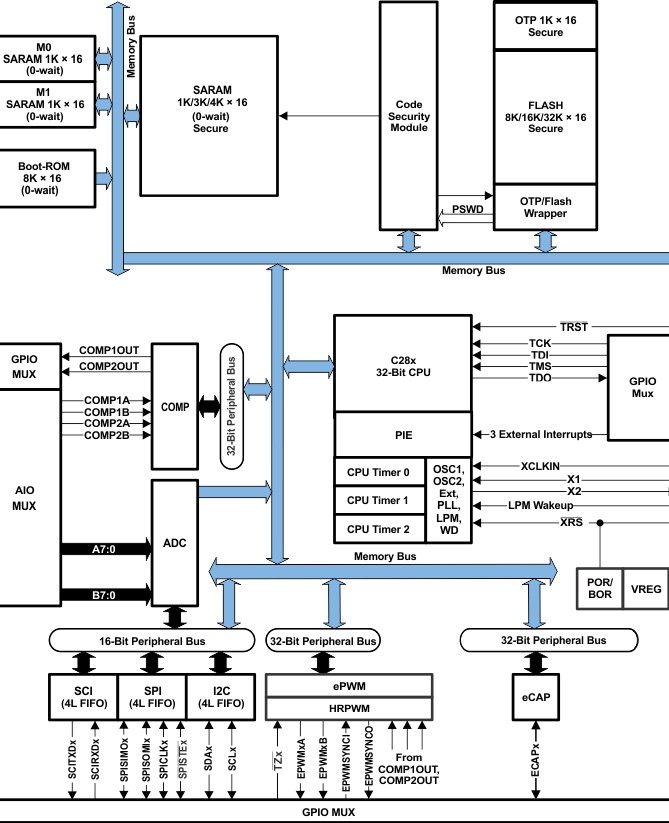 M0
SARAM 1K × 16
(0-wait)
M1
SARAM 1K × 16
(0-wait)
Boot-ROM
8K × 16
(0-wait)
Memory Bus
SARAM
1K/3K/4K × 16
(0-wait)
Secure
Code
Security
Module
OTP 1K × 16
Secure
FLASH
8K/16K/32K × 16
Secure
OTP/Flash
Wrapper
PSWD
Memory Bus
GPIO
MUX
COMP1OUT
COMP2OUT
COMP1A
COMP1B
COMP2A
COMP2B
COMP
32-Bit Peripheral Bus
AIO
MUX
A7:0
B7:0
ADC
C28x
32-Bit CPU
PIE
CPU Timer 0
CPU Timer 1
CPU Timer 2
OSC1,
OSC2,
Ext,
PLL,
LPM,
WD
TRST
TCK
TDI
TMS
TDO
GPIO
Mux
3 External Interrupts
XCLKIN
X1
X2
LPM Wakeup
XRS
POR/
BOR
VREG
Memory Bus
16-Bit Peripheral Bus
32-Bit Peripheral Bus
32-Bit Peripheral Bus
SCI
(4L FIFO)
SPI
(4L FIFO)
I2C
(4L FIFO)
ePWM
HRPWM
eCAP
SCITXDx
SCIRXDx
SPISIMOx
SPISOMIx
SPICLKx
SPISTEx
SDAx
SCLx
TZx
EPWMxA
EPWMxB
EPWMSYNCI
EPWMSYNCO
From
COMP1OUT,
COMP2OUT
ECAPx
GPIO MUX